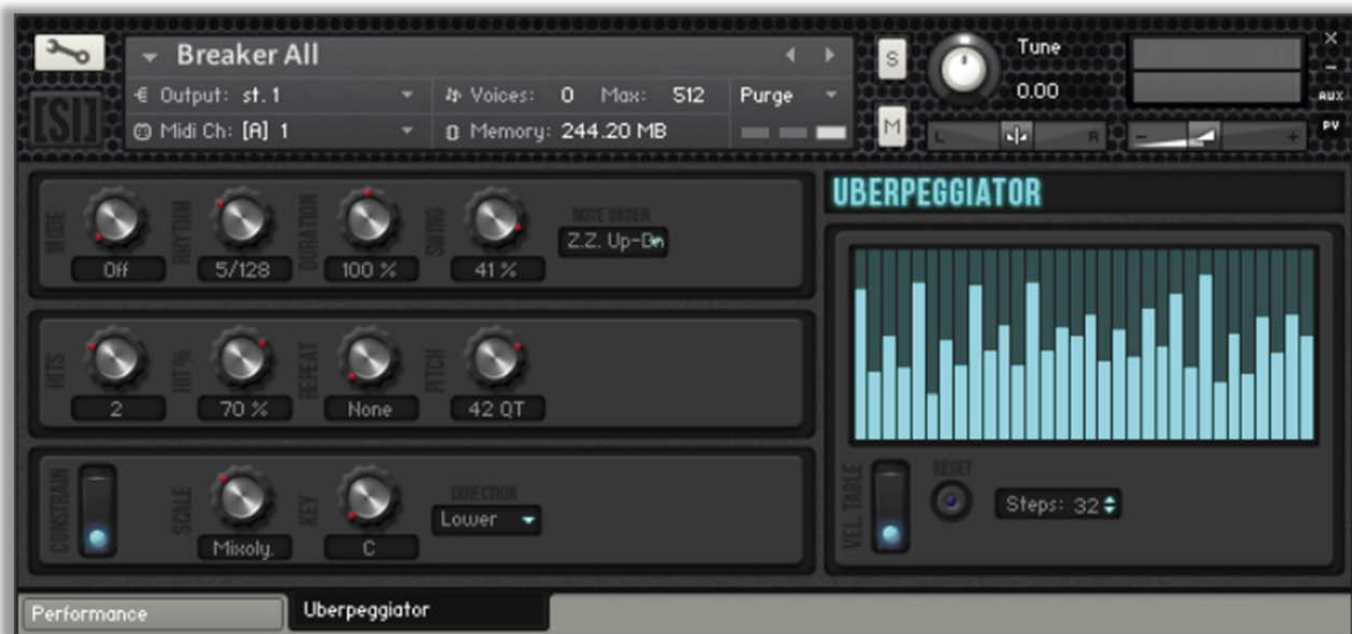 Breaker All
S
Tune
×
−
Output: st. 1
Voices: 0 Max: 512
Purge
0.00
AUX
[SI]
Midi Ch: [A] 1
Memory: 244.20 MB
M
L
R
−
+
PV
UBERPEGGIATOR
MODE
Off
RHYTHM
5/128
DURATION
100 %
SWING
41 %
NOTE ORDER
Z.Z. Up-Dn
HITS
2
HIT %
70 %
REPEAT
None
PITCH
42 QT
CONSTRAIN
SCALE
Mixoly.
KEY
C
DIRECTION
Lower
VEL. TABLE
RESET
Steps: 32
Performance
Uberpeggiator